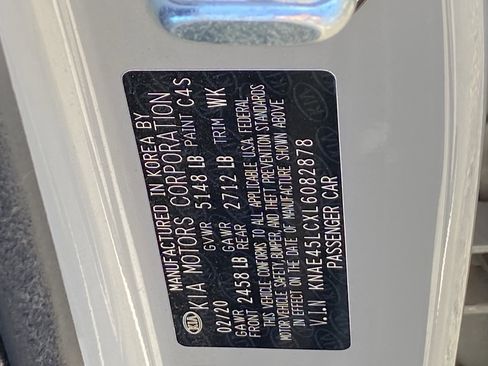 MANUFACTURED IN KOREA BY
KIA KIA MOTORS CORPORATION
02/20 GVWR 5148 LB PAINT C4S
GAWR FRONT 2458 LB GAWR REAR 2712 LB TRIM WK
THIS VEHICLE CONFORMS TO ALL APPLICABLE U.S.A. FEDERAL
MOTOR VEHICLE SAFETY, BUMPER, AND THEFT PREVENTION STANDARDS
IN EFFECT ON THE DATE OF MANUFACTURE SHOWN ABOVE
V.I.N KNAE45LCXL6082878
PASSENGER CAR